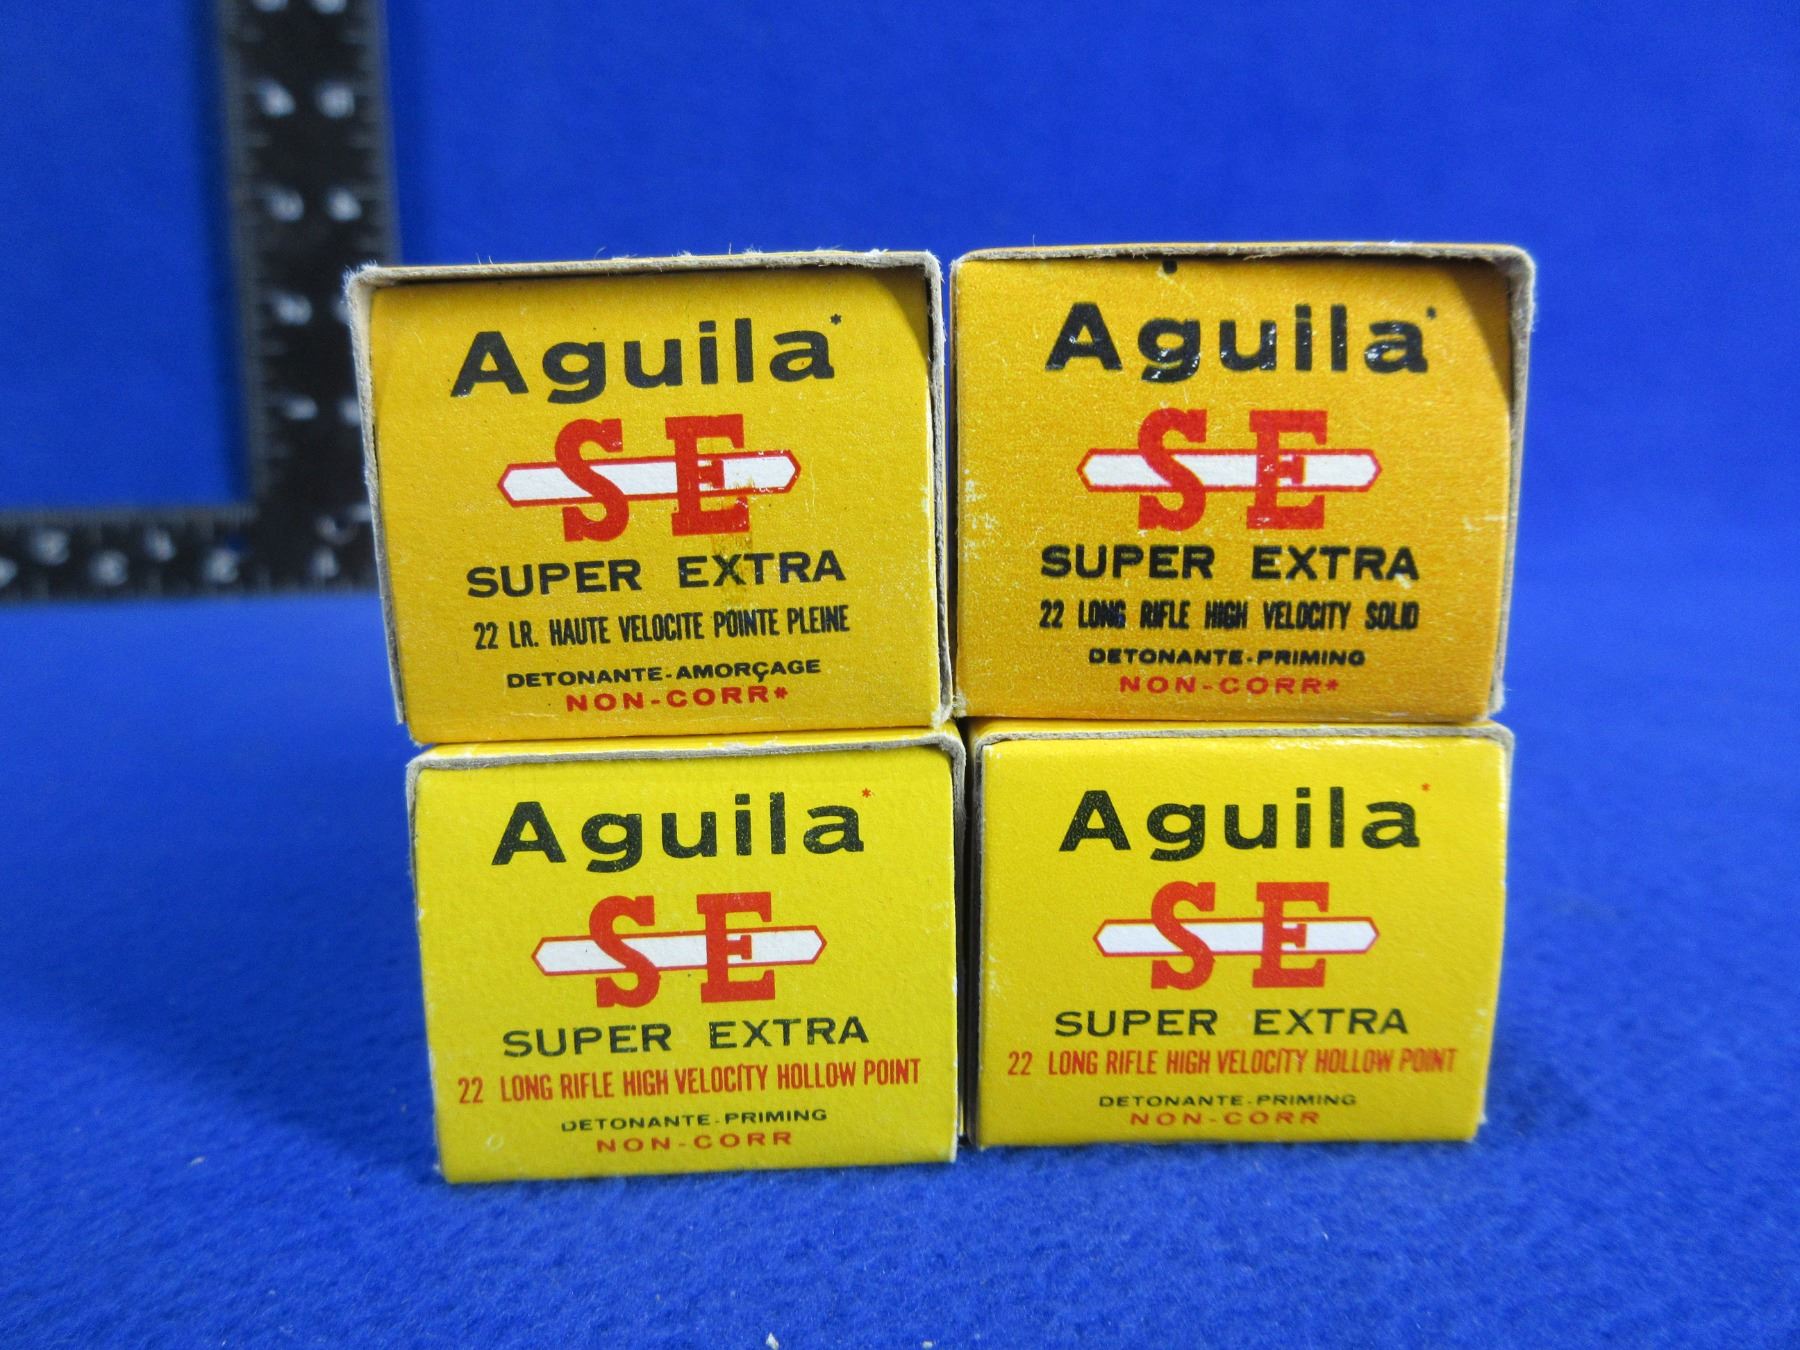 Aguila*
SE
SUPER EXTRA
22 LR. HAUTE VELOCITE POINTE PLEINE
DETONANTE-AMORÇAGE
NON-CORR*
Aguila*
SE
SUPER EXTRA
22 LONG RIFLE HIGH VELOCITY SOLID
DETONANTE-PRIMING
NON-CORR*
Aguila*
SE
SUPER EXTRA
22 LONG RIFLE HIGH VELOCITY HOLLOW POINT
DETONANTE-PRIMING
NON-CORR
Aguila*
SE
SUPER EXTRA
22 LONG RIFLE HIGH VELOCITY HOLLOW POINT
DETONANTE-PRIMING
NON-CORR